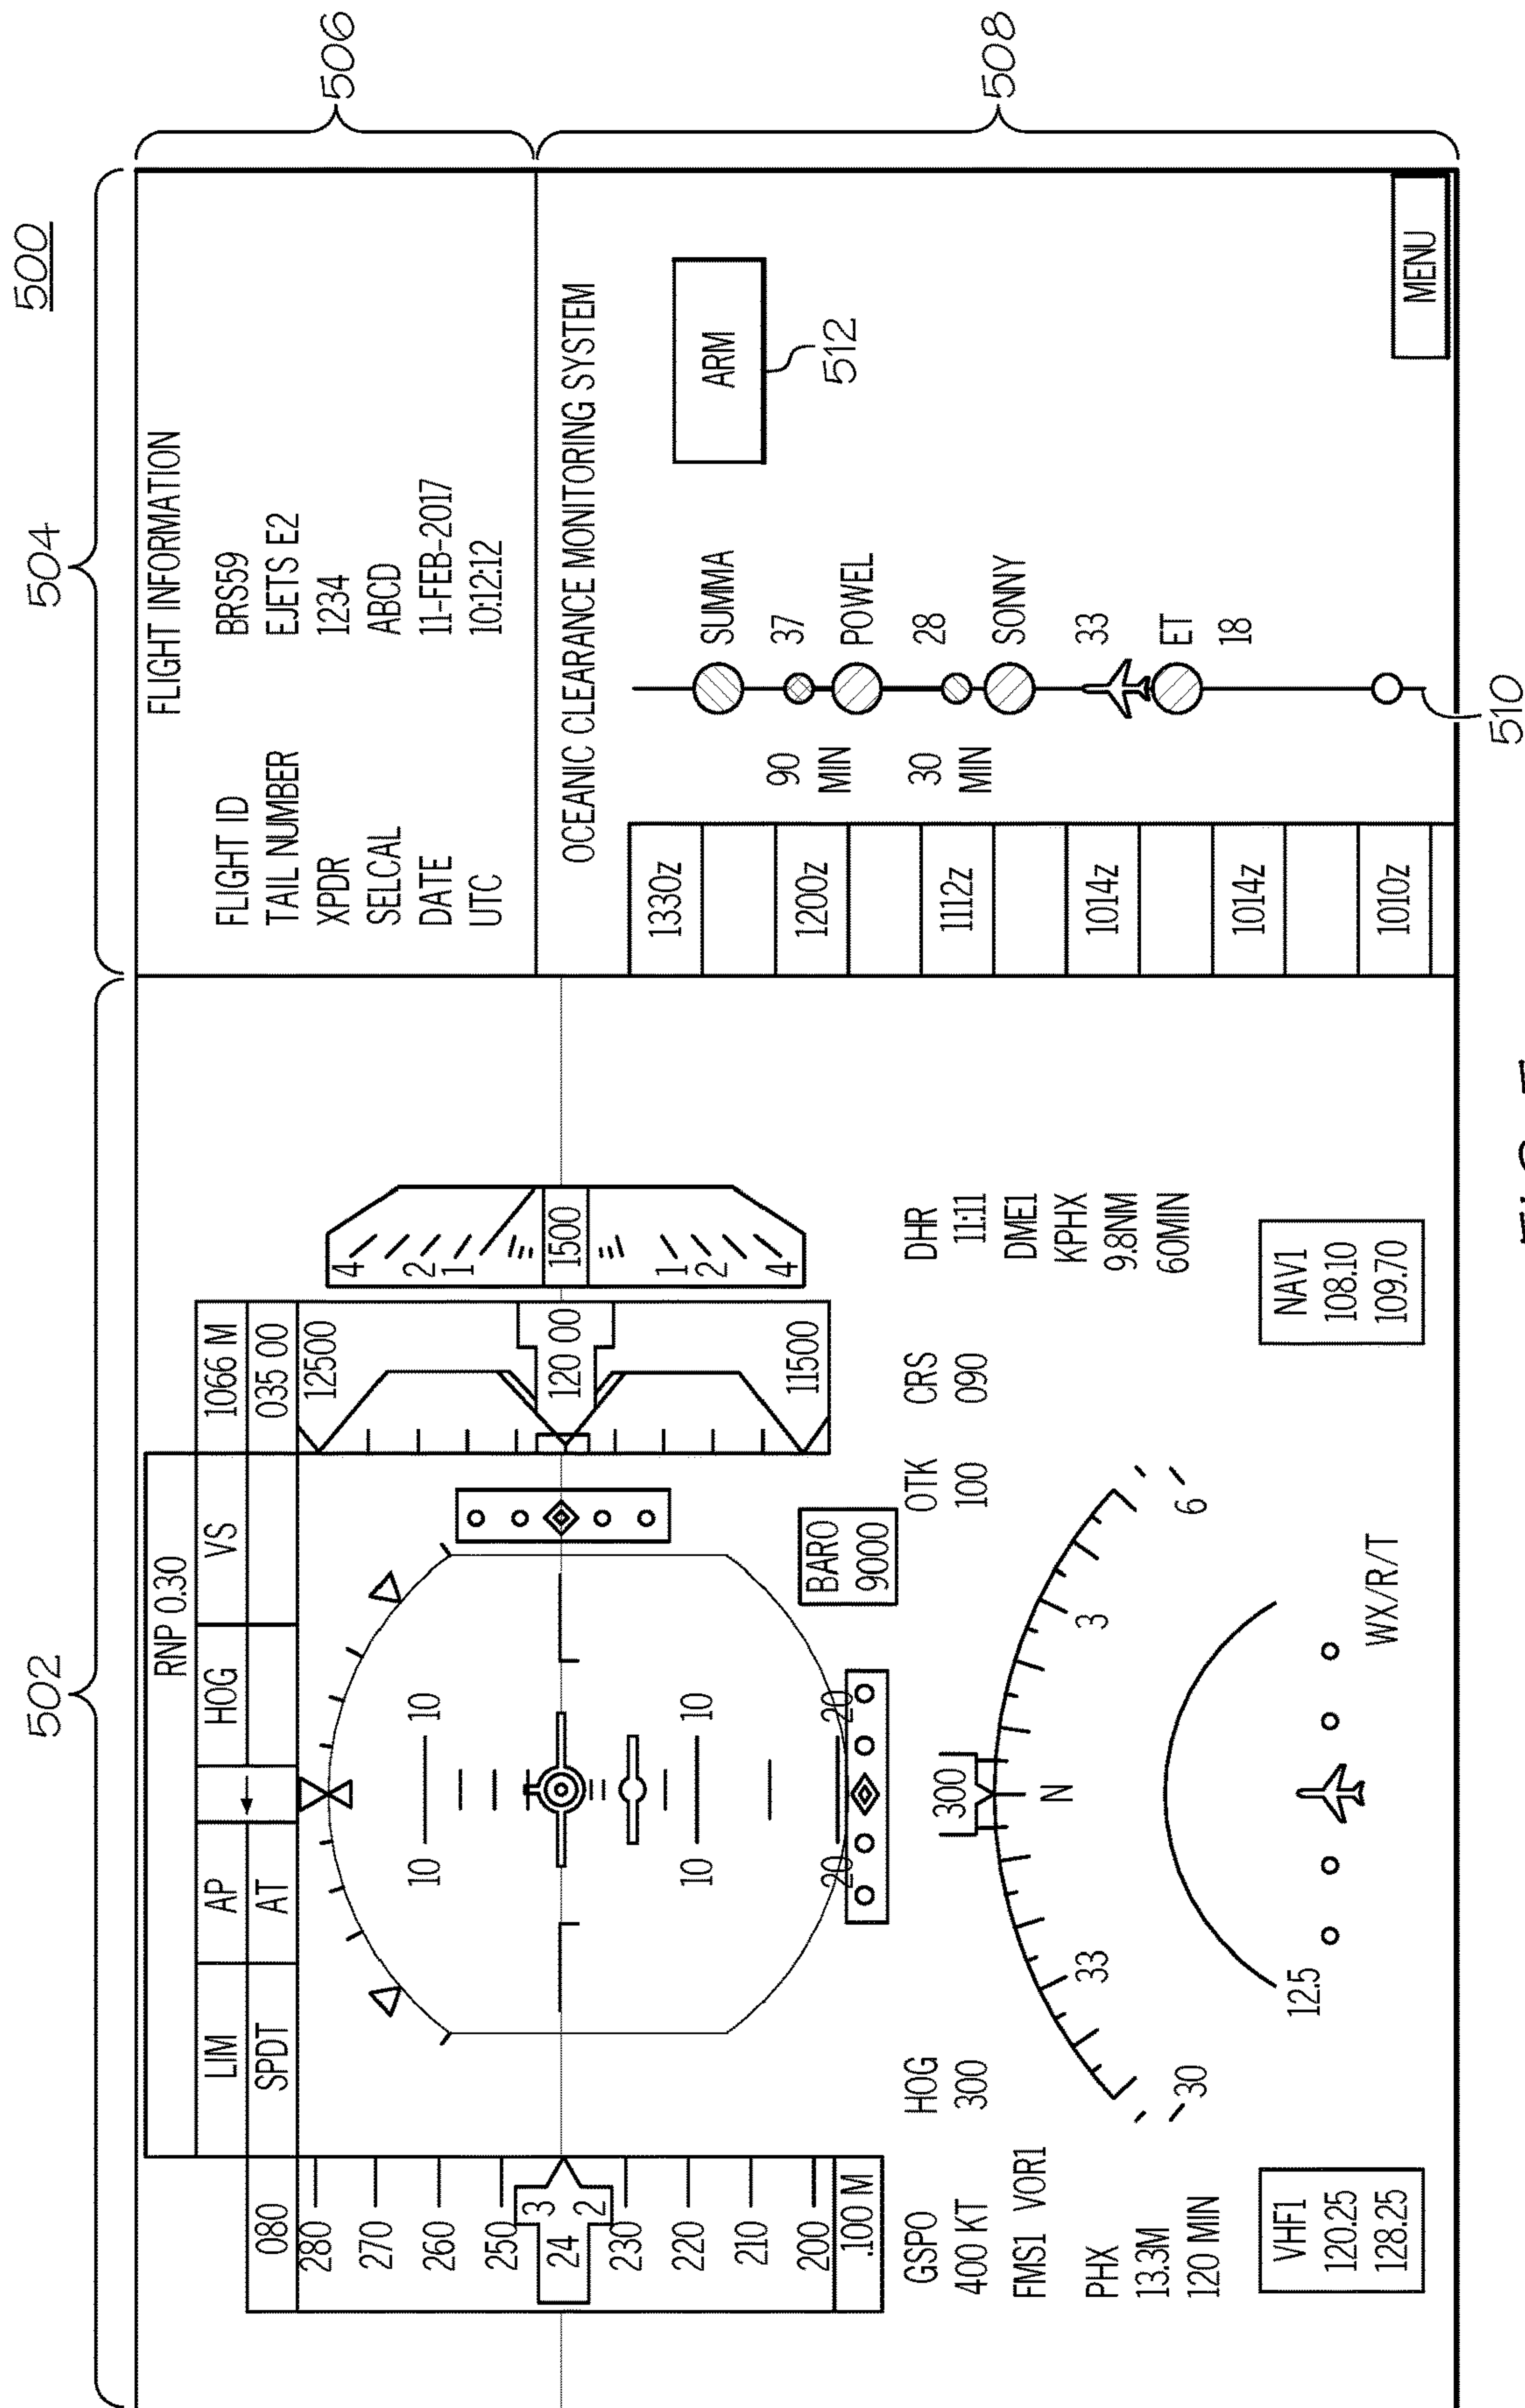 500
502
504
RNP 0.30
LIM AP ← HOG VS
SPDT AT
080
280
270
260
250
3
24
2
230
220
210
200
.100 M
10 10
10 10
20 20
1066 M
035 00
12500
120 00
11500
4
2
1
1500
1
2
4
BARO
9000
GSPO
400 KT
FMS1 VOR1
PHX
13.3M
120 MIN
HOG
300
OTK
100
CRS
090
DHR
11:11
DME1
KPHX
9.8NM
60MIN
300
30 33 N 3 6
12.5
WX/R/T
VHF1
120.25
128.25
NAV1
108.10
109.70
FLIGHT INFORMATION
FLIGHT ID BRS59
TAIL NUMBER EJETS E2
XPDR 1234
SELCAL ABCD
DATE 11-FEB-2017
UTC 10:12:12
506
OCEANIC CLEARANCE MONITORING SYSTEM
1330z
1200z
1112z
1014z
1014z
1010z
90
MIN
30
MIN
SUMMA
37
POWEL
28
SONNY
33
ET
18
ARM
512
510
508
MENU